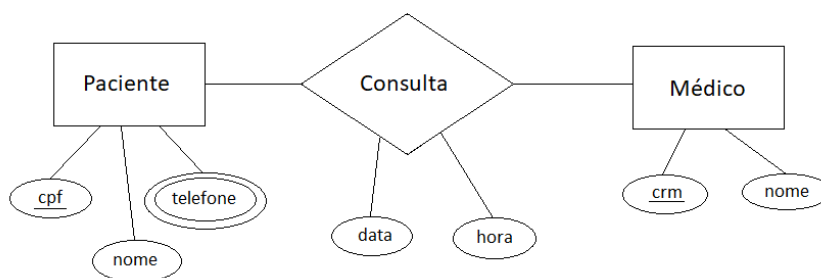 Paciente
Consulta
Médico
cpf
nome
telefone
data
hora
crm
nome